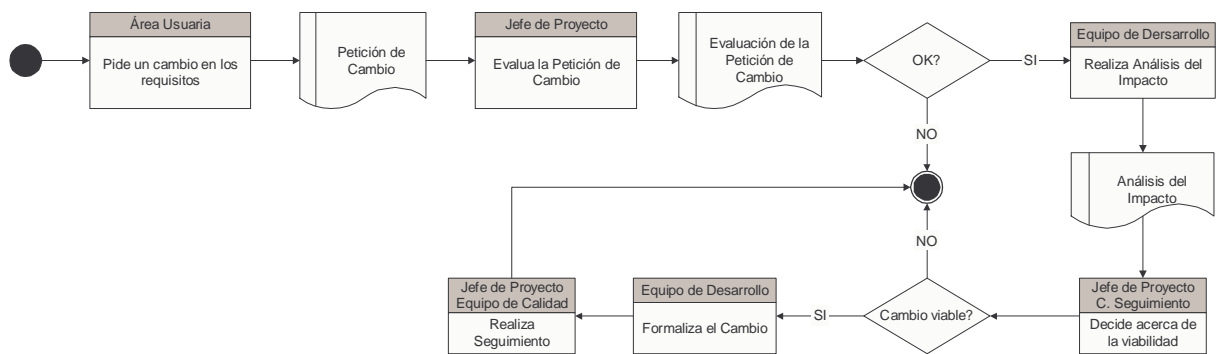 Área Usuaria
Pide un cambio en los
requisitos
Petición de
Cambio
Jefe de Proyecto
Evalua la Petición de
Cambio
Evaluación de la
Petición de
Cambio
OK?
SI
Equipo de Dersarrollo
Realiza Análisis del
Impacto
NO
Análisis del
Impacto
NO
Jefe de Proyecto
C. Seguimiento
Decide acerca de
la viabilidad
Cambio viable?
SI
Equipo de Desarrollo
Formaliza el Cambio
Jefe de Proyecto
Equipo de Calidad
Realiza
Seguimiento